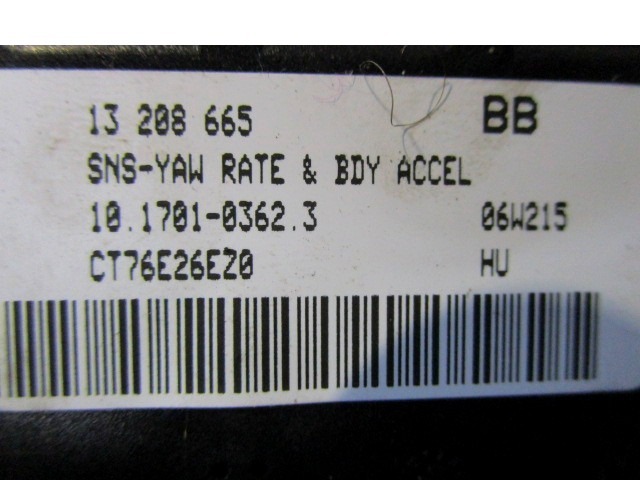 13 208 665 BB
SNS-YAW RATE & BDY ACCEL
10.1701-0362.3 06W215
CT76E26EZ0 HU